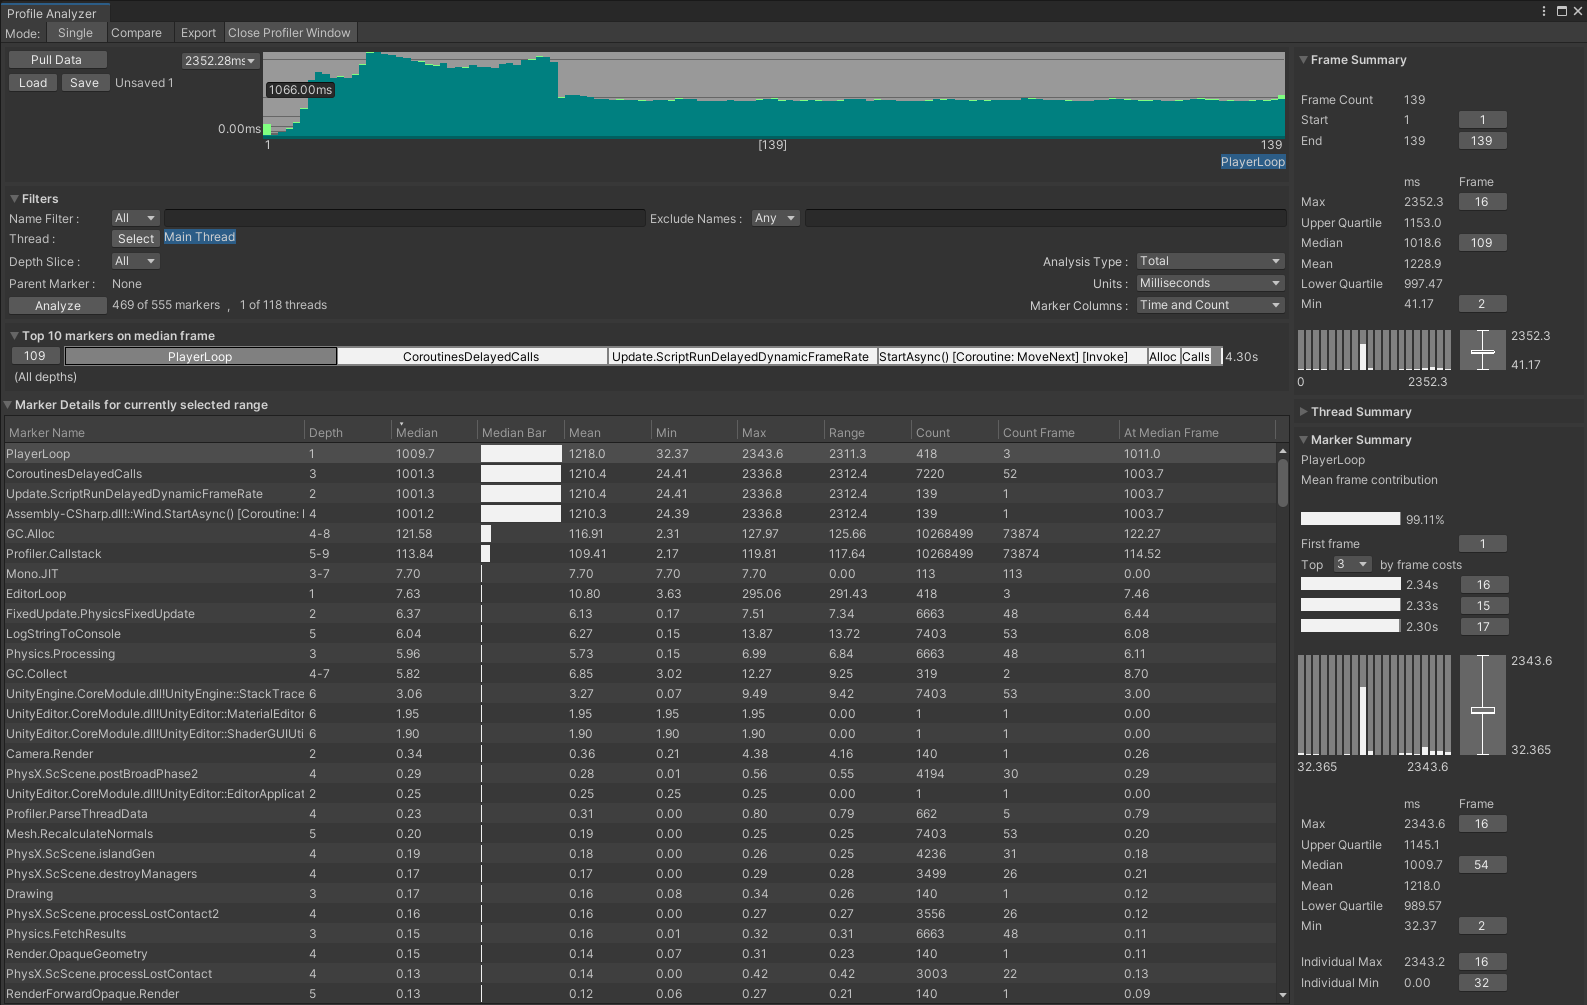 Profile Analyzer
Mode: Single Compare Export Close Profiler Window
Pull Data
Load Save Unsaved 1
2352.28ms
1066.00ms
0.00ms
1 [139] 139
PlayerLoop
Filters
Name Filter : All Exclude Names : Any
Thread : Select Main Thread
Depth Slice : All Analysis Type : Total
Parent Marker : None Units : Milliseconds
Analyze 469 of 555 markers , 1 of 118 threads Marker Columns : Time and Count
Top 10 markers on median frame
109 PlayerLoop CoroutinesDelayedCalls Update.ScriptRunDelayedDynamicFrameRate StartAsync() [Coroutine: MoveNext] [Invoke] Alloc Calls 4.30s
(All depths)
Marker Details for currently selected range
Marker Name Depth Median Median Bar Mean Min Max Range Count Count Frame At Median Frame
PlayerLoop 1 1009.7 1218.0 32.37 2343.6 2311.3 418 3 1011.0
CoroutinesDelayedCalls 3 1001.3 1210.4 24.41 2336.8 2312.4 7220 52 1003.7
Update.ScriptRunDelayedDynamicFrameRate 2 1001.3 1210.4 24.41 2336.8 2312.4 139 1 1003.7
Assembly-CSharp.dll!::Wind.StartAsync() [Coroutine: 4 1001.2 1210.3 24.39 2336.8 2312.4 139 1 1003.7
GC.Alloc 4-8 121.58 116.91 2.31 127.97 125.66 10268499 73874 122.27
Profiler.Callstack 5-9 113.84 109.41 2.17 119.81 117.64 10268499 73874 114.52
Mono.JIT 3-7 7.70 7.70 7.70 7.70 0.00 113 113 0.00
EditorLoop 1 7.63 10.80 3.63 295.06 291.43 418 3 7.46
FixedUpdate.PhysicsFixedUpdate 2 6.37 6.13 0.17 7.51 7.34 6663 48 6.44
LogStringToConsole 5 6.04 6.27 0.15 13.87 13.72 7403 53 6.08
Physics.Processing 3 5.96 5.73 0.15 6.99 6.84 6663 48 6.11
GC.Collect 4-7 5.82 6.85 3.02 12.27 9.25 319 2 8.70
UnityEngine.CoreModule.dll!UnityEngine::StackTrace 6 3.06 3.27 0.07 9.49 9.42 7403 53 3.00
UnityEditor.CoreModule.dll!UnityEditor::MaterialEditor 6 1.95 1.95 1.95 1.95 0.00 1 1 0.00
UnityEditor.CoreModule.dll!UnityEditor::ShaderGUIUti 6 1.90 1.90 1.90 1.90 0.00 1 1 0.00
Camera.Render 2 0.34 0.36 0.21 4.38 4.16 140 1 0.26
PhysX.ScScene.postBroadPhase2 4 0.29 0.28 0.01 0.56 0.55 4194 30 0.29
UnityEditor.CoreModule.dll!UnityEditor::EditorApplicat 2 0.25 0.25 0.25 0.25 0.00 1 1 0.00
Profiler.ParseThreadData 4 0.23 0.31 0.00 0.80 0.79 662 5 0.79
Mesh.RecalculateNormals 5 0.20 0.19 0.00 0.25 0.25 7403 53 0.20
PhysX.ScScene.islandGen 4 0.19 0.18 0.00 0.26 0.25 4236 31 0.18
PhysX.ScScene.destroyManagers 4 0.17 0.17 0.00 0.29 0.28 3499 26 0.21
Drawing 3 0.17 0.16 0.08 0.34 0.26 140 1 0.12
PhysX.ScScene.processLostContact2 4 0.16 0.16 0.00 0.27 0.27 3556 26 0.12
Physics.FetchResults 3 0.15 0.16 0.01 0.32 0.31 6663 48 0.11
Render.OpaqueGeometry 4 0.15 0.14 0.07 0.31 0.23 140 1 0.11
PhysX.ScScene.processLostContact 4 0.13 0.14 0.00 0.42 0.42 3003 22 0.13
RenderForwardOpaque.Render 5 0.13 0.12 0.06 0.27 0.21 140 1 0.09
Frame Summary
Frame Count 139
Start 1 1
End 139 139
ms Frame
Max 2352.3 16
Upper Quartile 1153.0
Median 1018.6 109
Mean 1228.9
Lower Quartile 997.47
Min 41.17 2
2352.3
41.17
0 2352.3
Thread Summary
Marker Summary
PlayerLoop
Mean frame contribution
99.11%
First frame 1
Top 3 by frame costs
2.34s 16
2.33s 15
2.30s 17
2343.6
32.365
32.365 2343.6
ms Frame
Max 2343.6 16
Upper Quartile 1145.1
Median 1009.7 54
Mean 1218.0
Lower Quartile 989.57
Min 32.37 2
Individual Max 2343.2 16
Individual Min 0.00 32